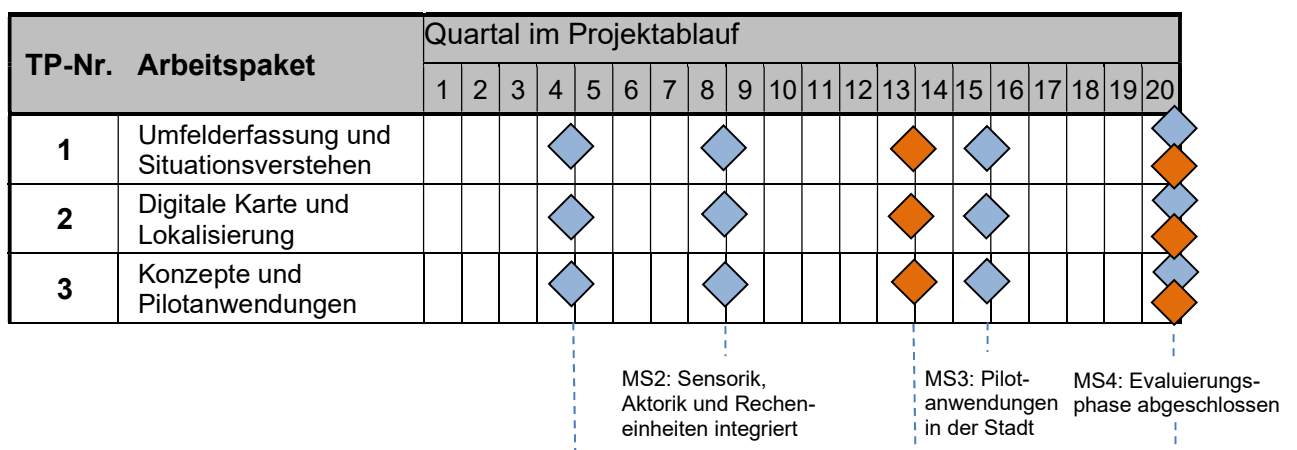 TP-Nr. Arbeitspaket
Quartal im Projektablauf
1 2 3 4 5 6 7 8 9 10 11 12 13 14 15 16 17 18 19 20
1
Umfelderfassung und
Situationsverstehen
2
Digitale Karte und
Lokalisierung
3
Konzepte und
Pilotanwendungen
MS2: Sensorik,
Aktorik und Rechen-
einheiten integriert
MS3: Pilot-
anwendungen
in der Stadt
MS4: Evaluierungs-
phase abgeschlossen